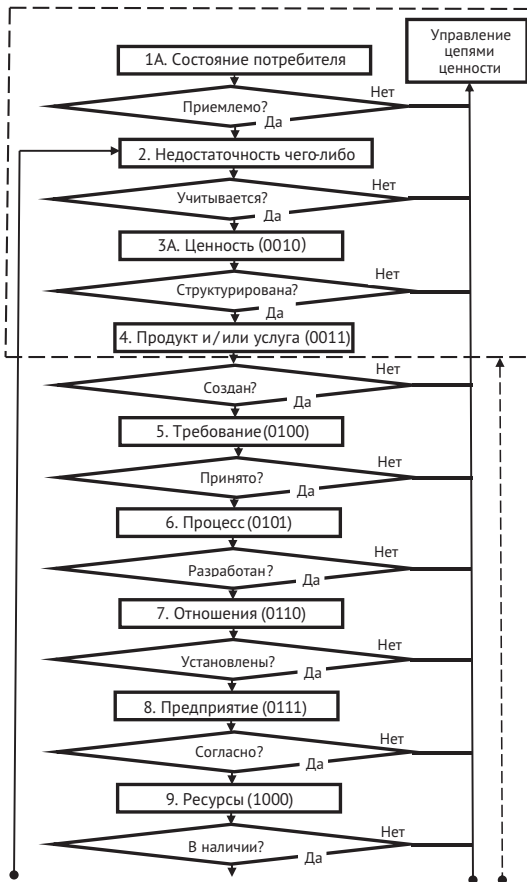 Управление
цепями
ценности
1А. Состояние потребителя
Нет
Приемлемо?
Да
2. Недостаточность чего-либо
Нет
Учитывается?
Да
3А. Ценность (0010)
Нет
Структурирована?
Да
4. Продукт и/или услуга (0011)
Нет
Создан?
Да
5. Требование (0100)
Нет
Принято?
Да
6. Процесс (0101)
Нет
Разработан?
Да
7. Отношения (0110)
Нет
Установлены?
Да
8. Предприятие (0111)
Нет
Согласно?
Да
9. Ресурсы (1000)
Нет
В наличии?
Да